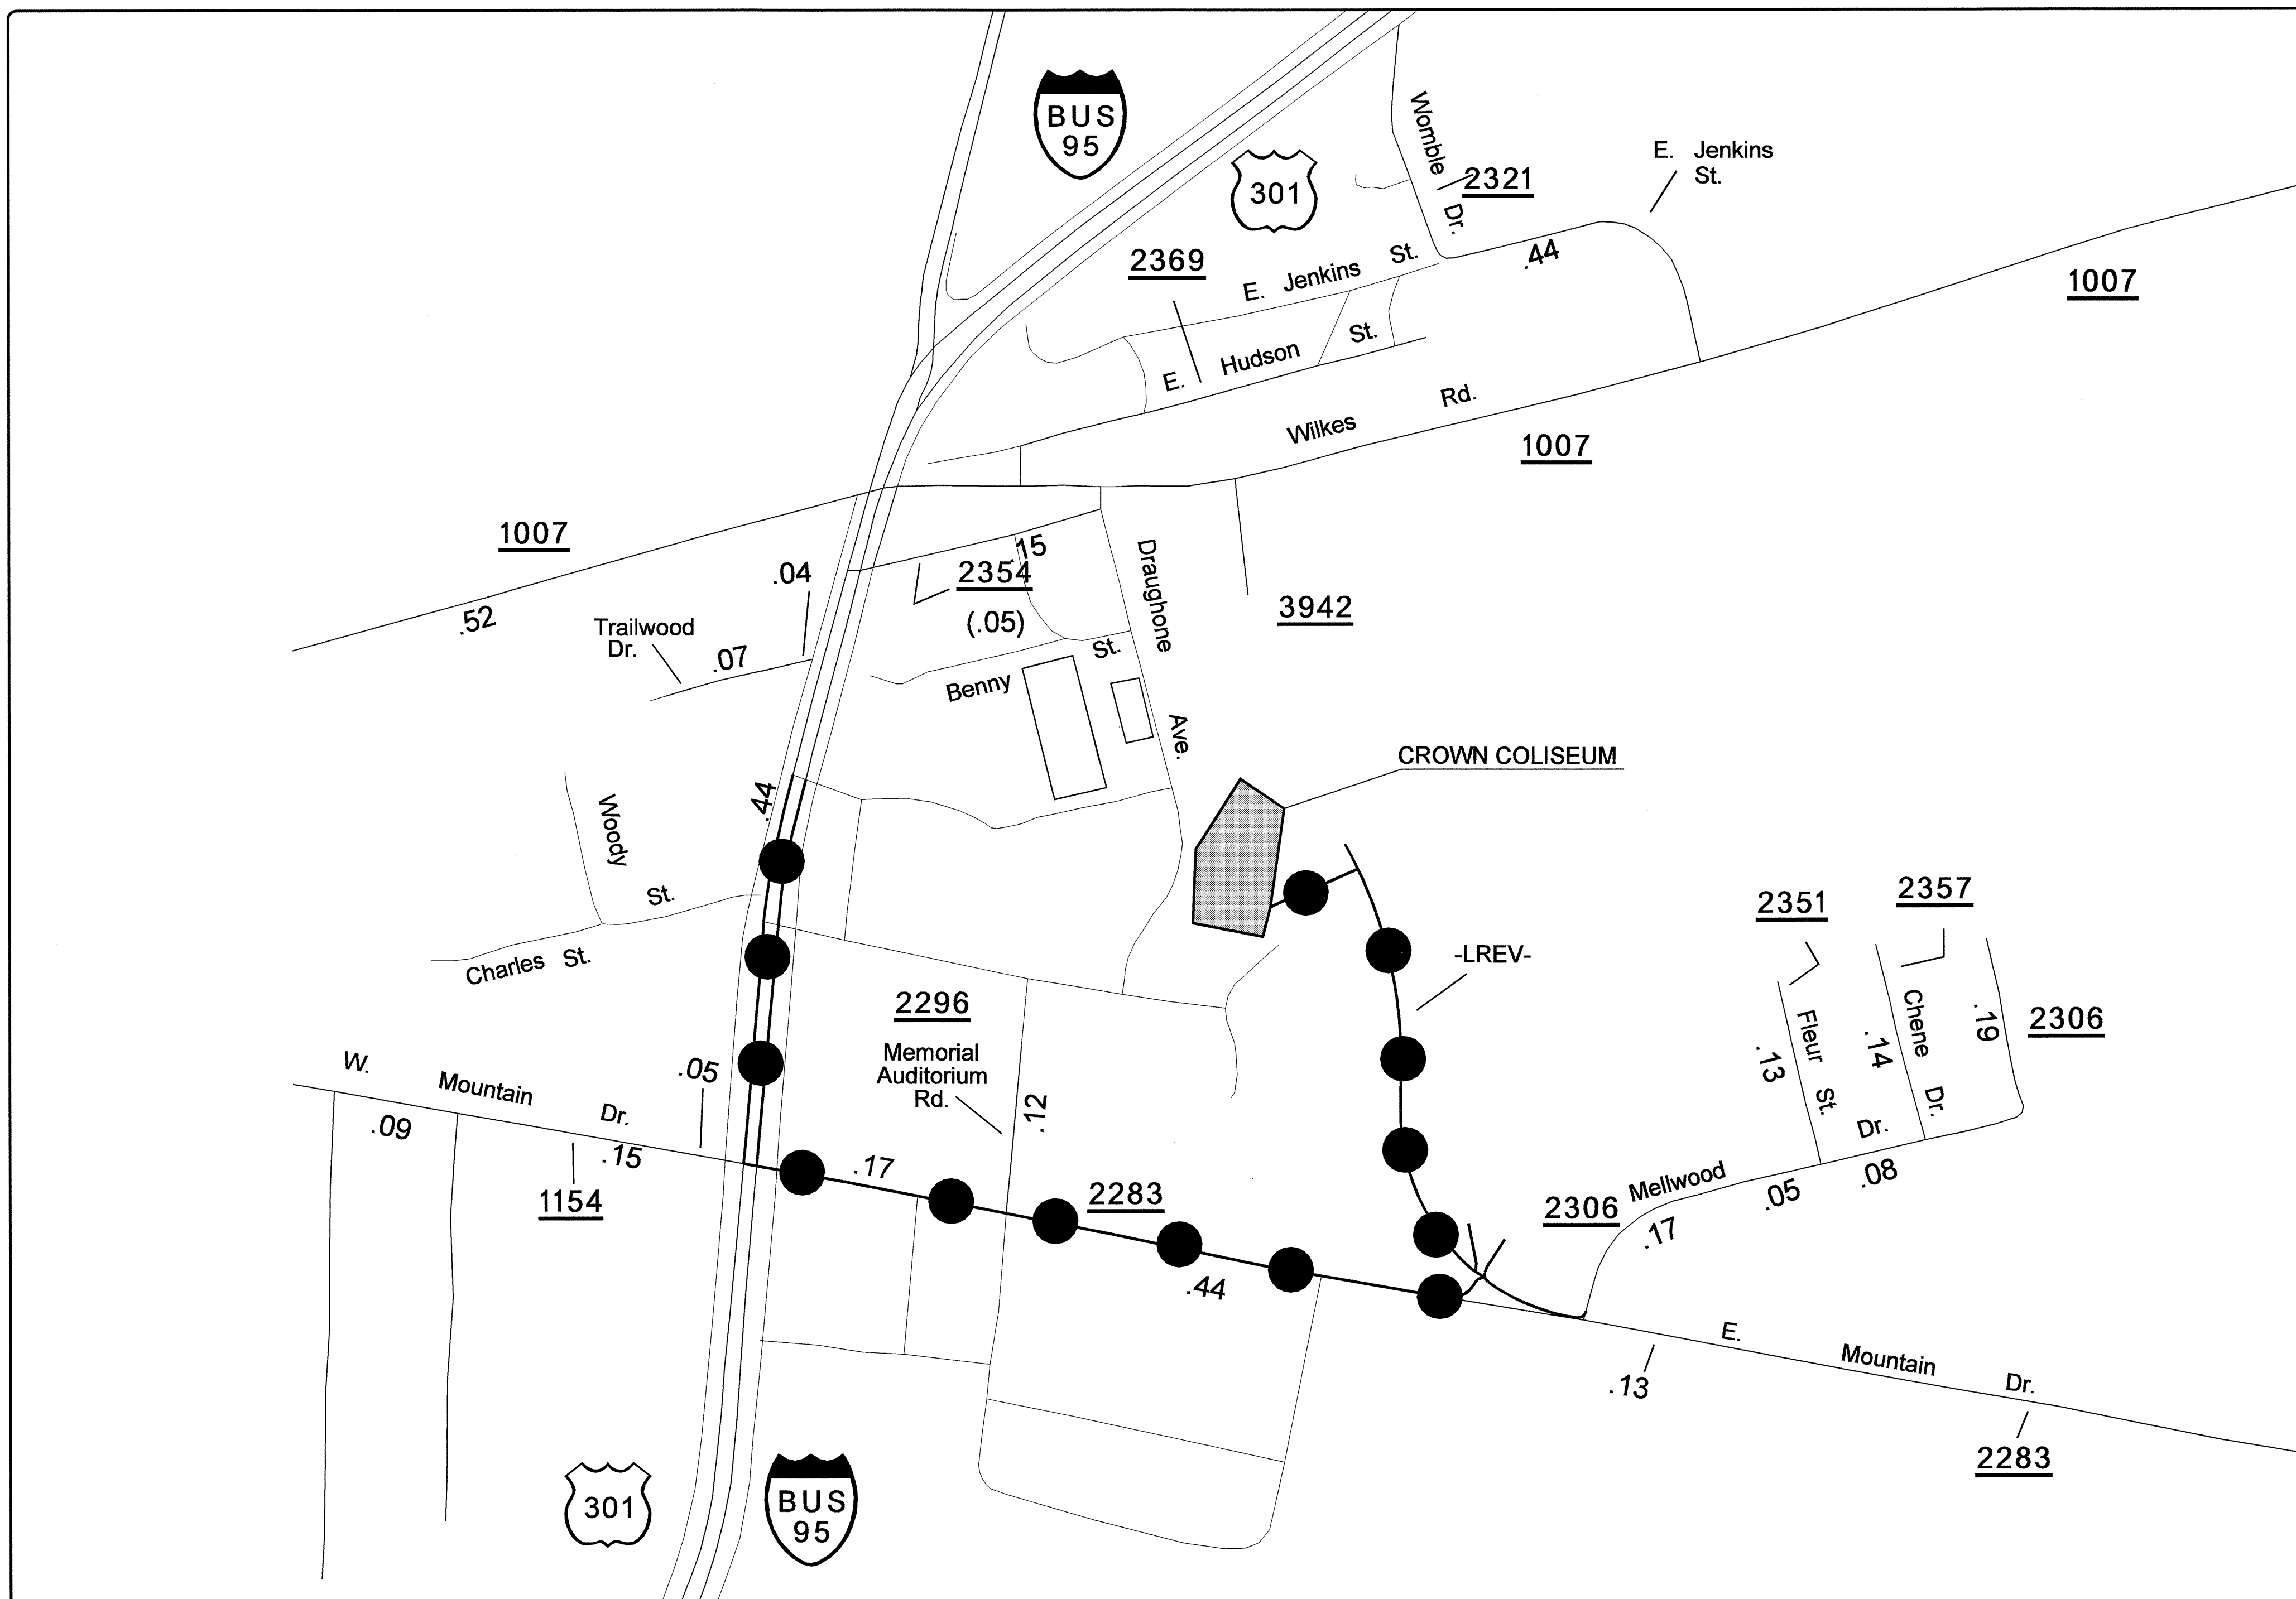 BUS
95
301
Womble Dr.
2321
E. Jenkins
St.
2369
E. Jenkins St.
.44
1007
E. Hudson St.
Wilkes Rd.
1007
1007
.52
.04
.15
2354
(.05)
Draughone Ave.
3942
Trailwood
Dr.
.07
Benny St.
CROWN COLISEUM
.44
Woody St.
Charles St.
-LREV-
2351
2357
Fleur St.
.13
Chene Dr.
.14
.19
2306
2296
Memorial
Auditorium
Rd.
.12
W. Mountain Dr.
.05
.09
.15
1154
.17
2283
.44
2306
Mellwood Dr.
.17
.05
.08
E. Mountain Dr.
.13
2283
301
BUS
95